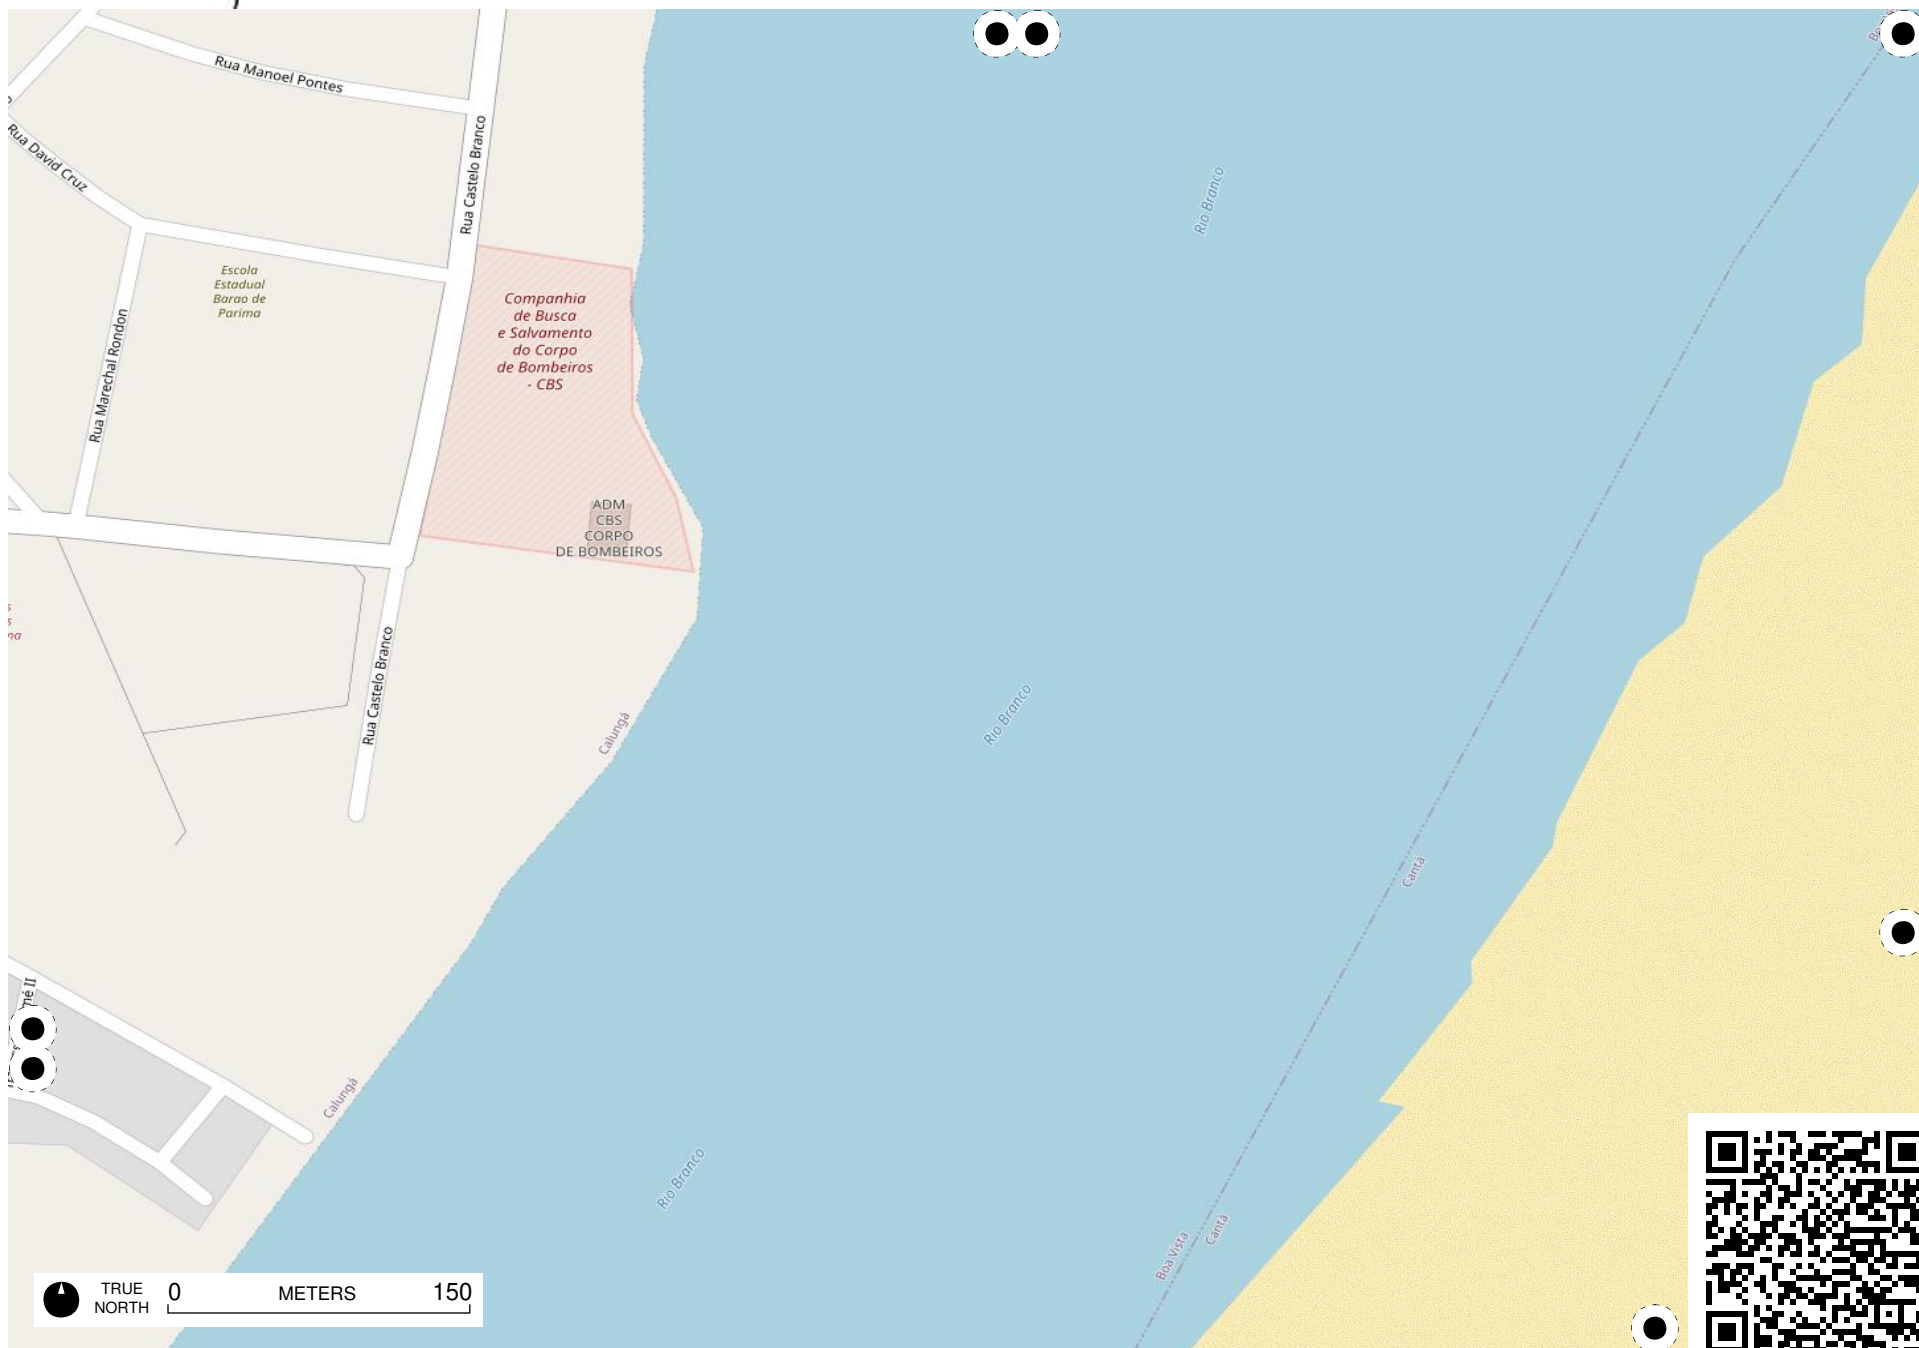 Rua Manoel Pontes
Rua David Cruz
Rua Castelo Branco
Rio Branco
Escola
Estadual
Barao de
Parima
Companhia
de Busca
e Salvamento
do Corpo
de Bombeiros
- CBS
Rua Marechal Rondon
ADM
CBS
CORPO
DE BOMBEIROS
Rua Castelo Branco
Calungá
Rio Branco
Cantá
né II
Calungá
Rio Branco
Boa Vista
Cantá
TRUE
NORTH
0 METERS 150